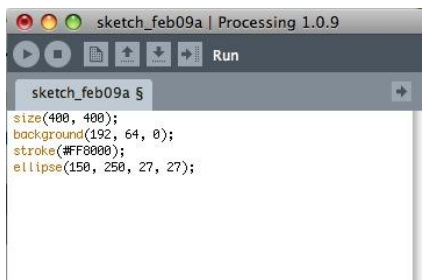 sketch_feb09a | Processing 1.0.9
Run
sketch_feb09a §
size(400, 400);
background(192, 64, 0);
stroke(#FF8000);
ellipse(150, 250, 27, 27);